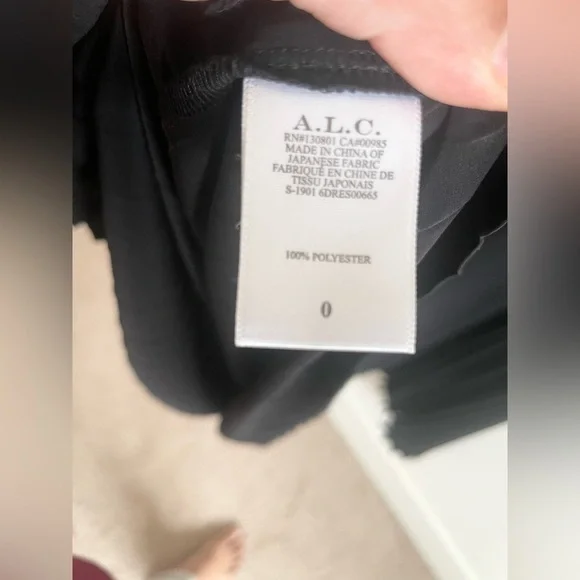 A.L.C.
RN#130801 CA#00985
MADE IN CHINA OF
JAPANESE FABRIC
FABRIQUÉ EN CHINE DE
TISSU JAPONAIS
S-1901 6DRES00665
100% POLYESTER
0